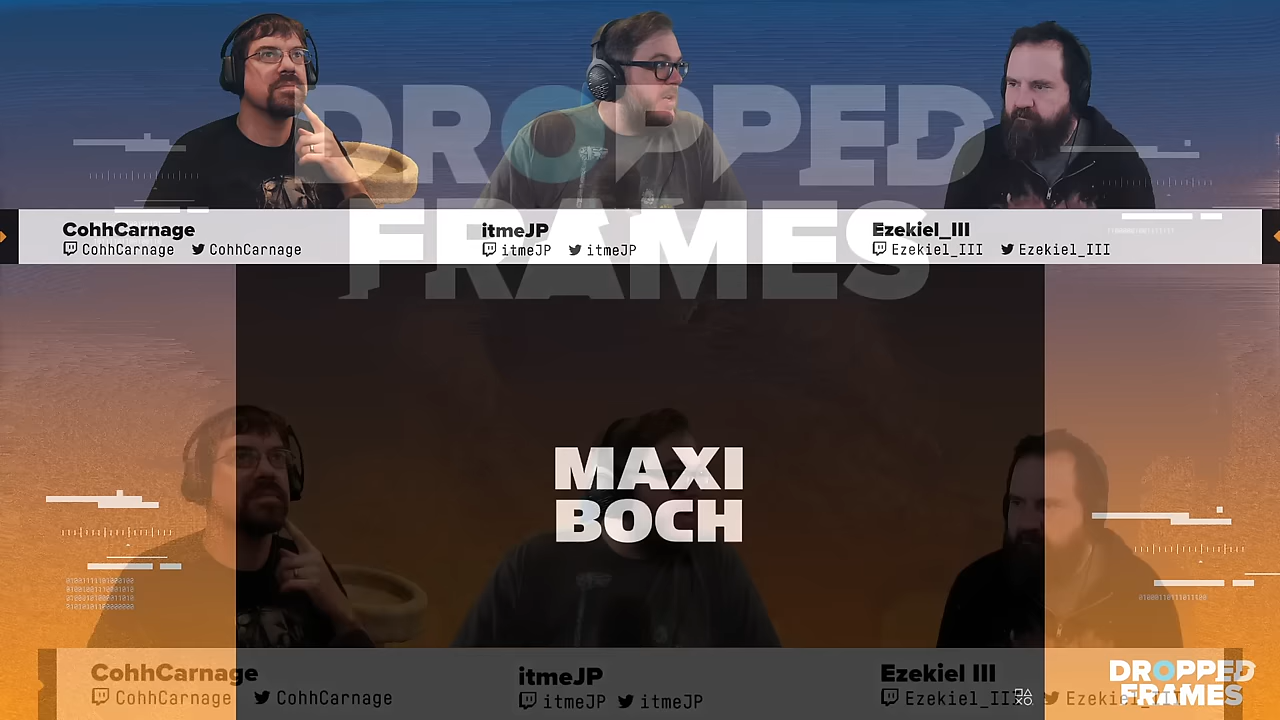 DROPPED
FRAMES
CohhCarnage
CohhCarnage CohhCarnage
itmeJP
itmeJP itmeJP
Ezekiel_III
Ezekiel_III Ezekiel_III
MAXI
BOCH
CohhCarnage
CohhCarnage CohhCarnage
itmeJP
itmeJP itmeJP
Ezekiel III
Ezekiel_III
DROPPED
FRAMES